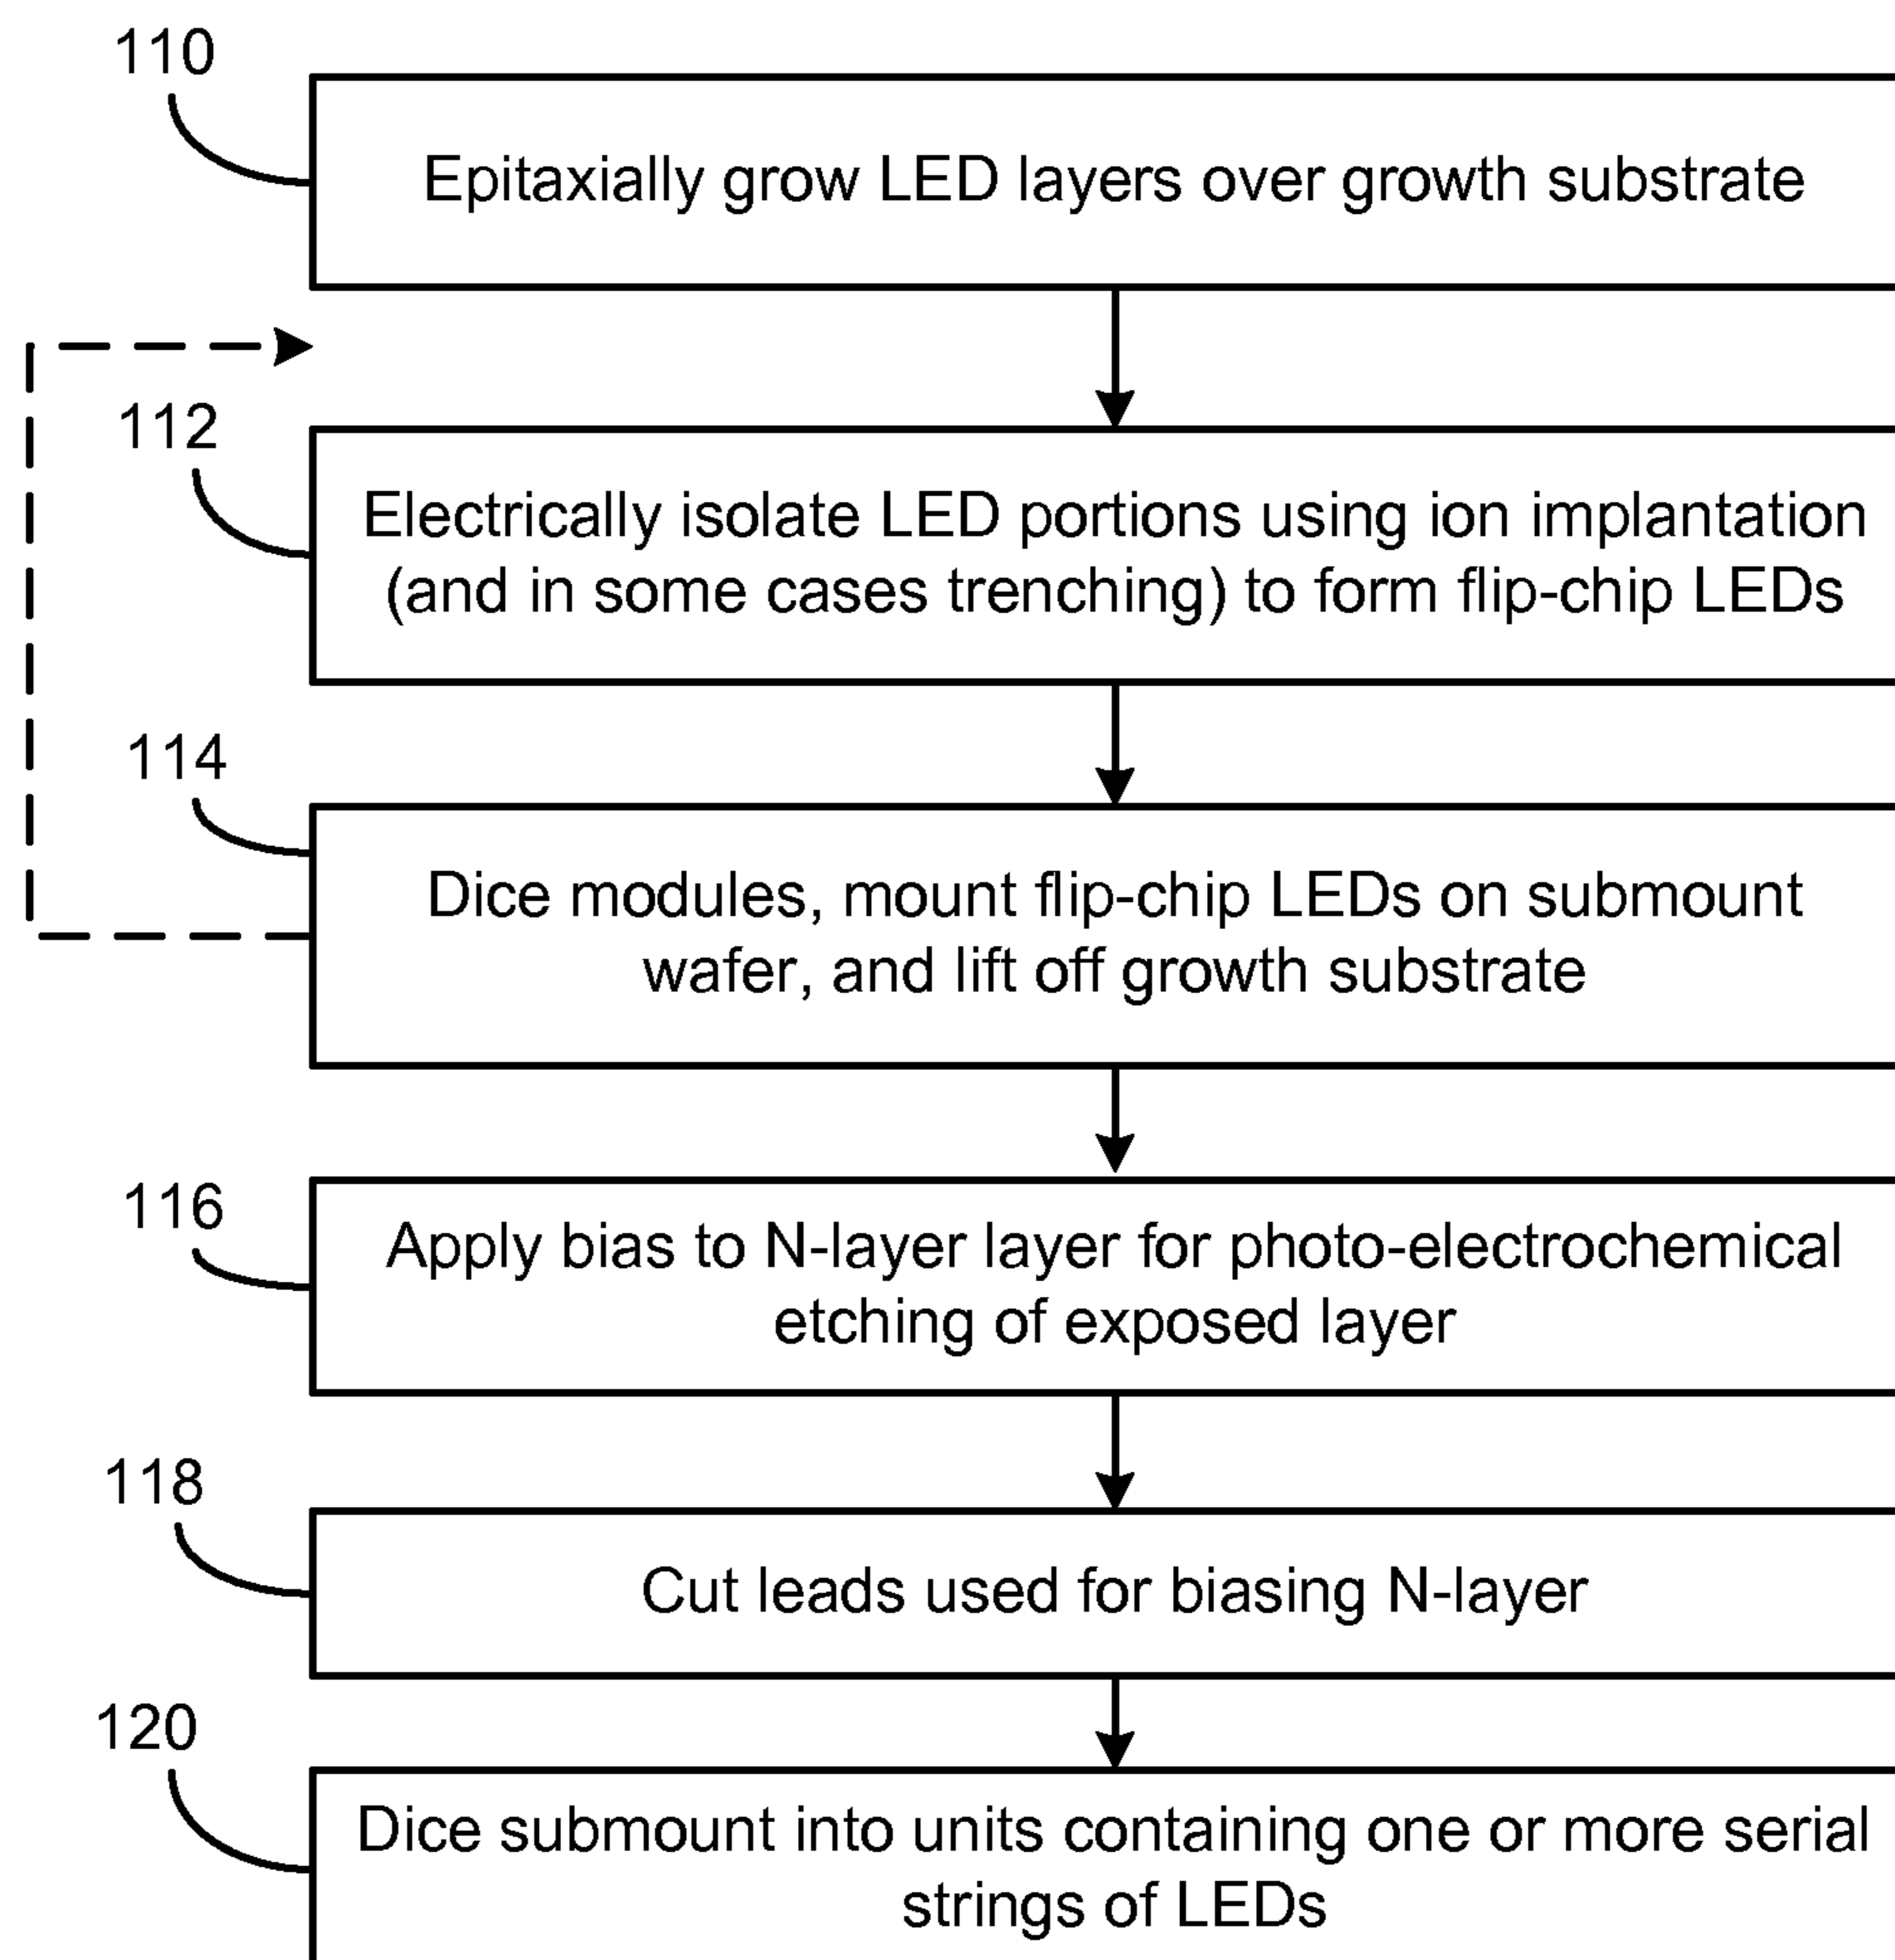 110
Epitaxially grow LED layers over growth substrate
112
Electrically isolate LED portions using ion implantation
(and in some cases trenching) to form flip-chip LEDs
114
Dice modules, mount flip-chip LEDs on submount
wafer, and lift off growth substrate
116
Apply bias to N-layer layer for photo-electrochemical
etching of exposed layer
118
Cut leads used for biasing N-layer
120
Dice submount into units containing one or more serial
strings of LEDs